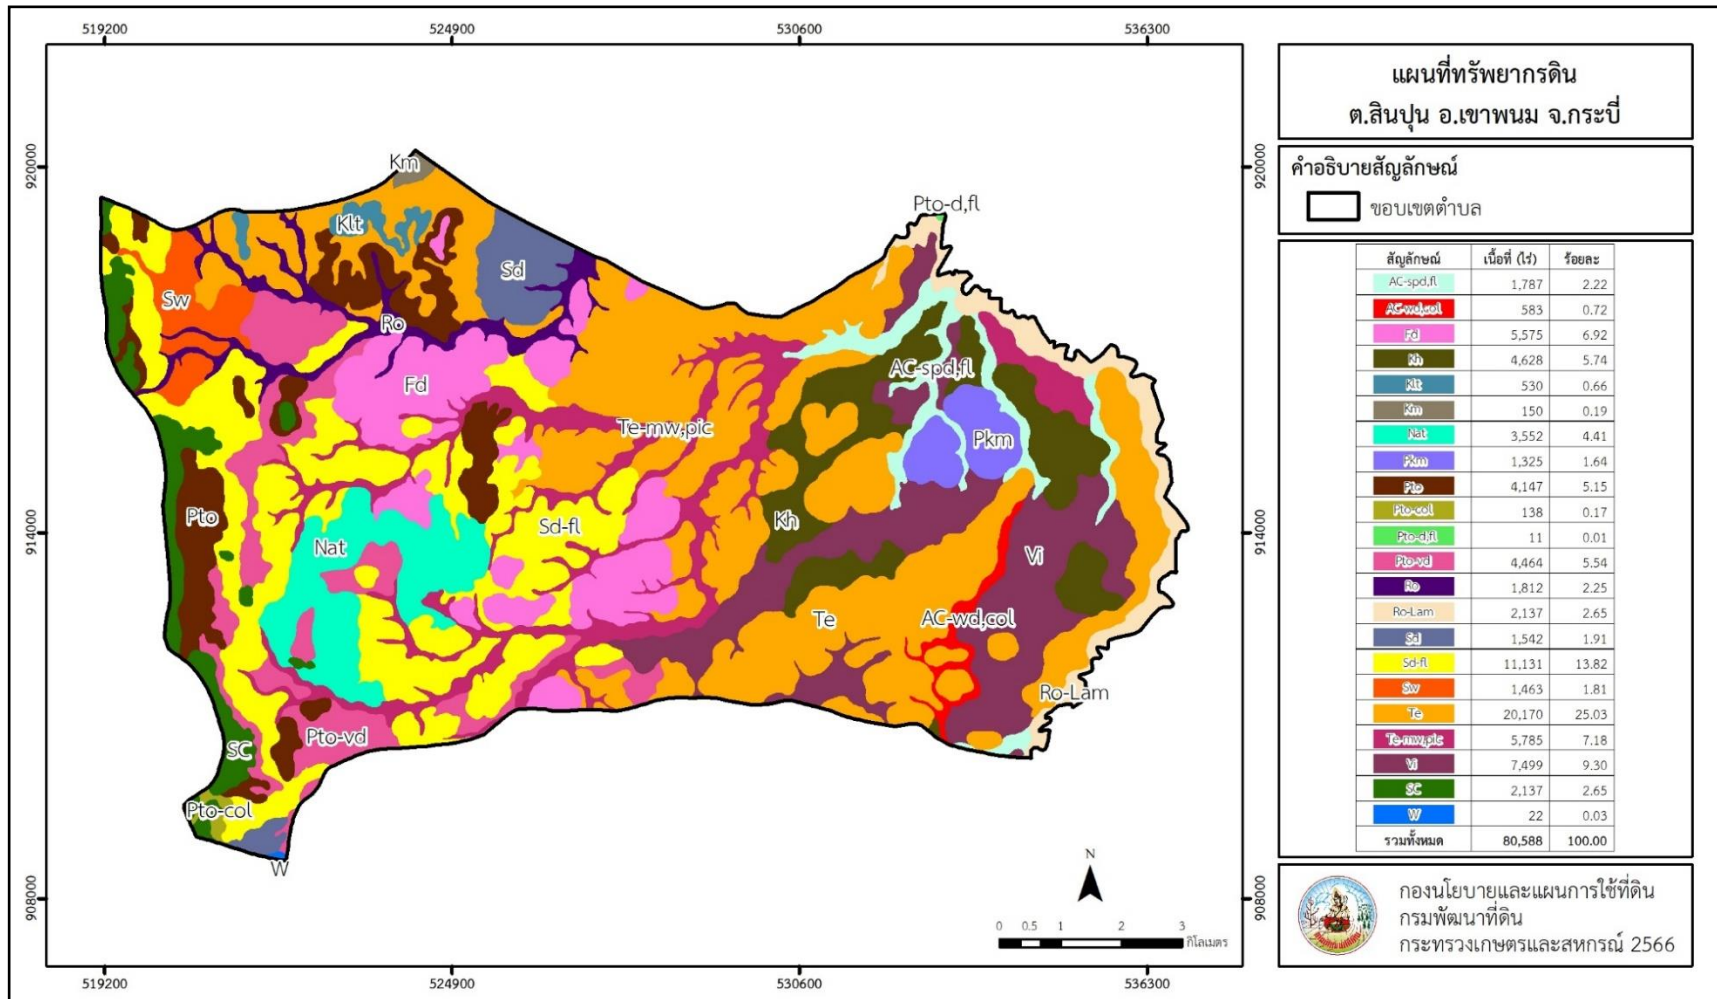 519200 524900 530600 536300
920000 920000
914000 914000
908000 908000
519200 524900 530600 536300
Km
Pto-d,fl
Klt
Sd
Sw
Ro
AC-spd,fl
Fd
Te-mw,pic
Pkm
Pto
Sd-fl
Kh
Nat
Vi
Te
AC-wd,col
Ro-Lam
SC
Pto-vd
Pto-col
W
N
0 0.5 1 2 3
กิโลเมตร
แผนที่ทรัพยากรดิน
ต.สินปุน อ.เขาพนม จ.กระบี่
คำอธิบายสัญลักษณ์
ขอบเขตตำบล
สัญลักษณ์ เนื้อที่ (ไร่) ร้อยละ
AC-spd,fl 1,787 2.22
AC-wd,col 583 0.72
Fd 5,575 6.92
Kh 4,628 5.74
Klt 530 0.66
Km 150 0.19
Nat 3,552 4.41
Pkm 1,325 1.64
Pto 4,147 5.15
Pto-col 138 0.17
Pto-d,fl 11 0.01
Pto-vd 4,464 5.54
Ro 1,812 2.25
Ro-Lam 2,137 2.65
Sd 1,542 1.91
Sd-fl 11,131 13.82
Sw 1,463 1.81
Te 20,170 25.03
Te-mw,pic 5,785 7.18
Vi 7,499 9.30
SC 2,137 2.65
W 22 0.03
รวมทั้งหมด 80,588 100.00
กองนโยบายและแผนการใช้ที่ดิน
กรมพัฒนาที่ดิน
กระทรวงเกษตรและสหกรณ์ 2566